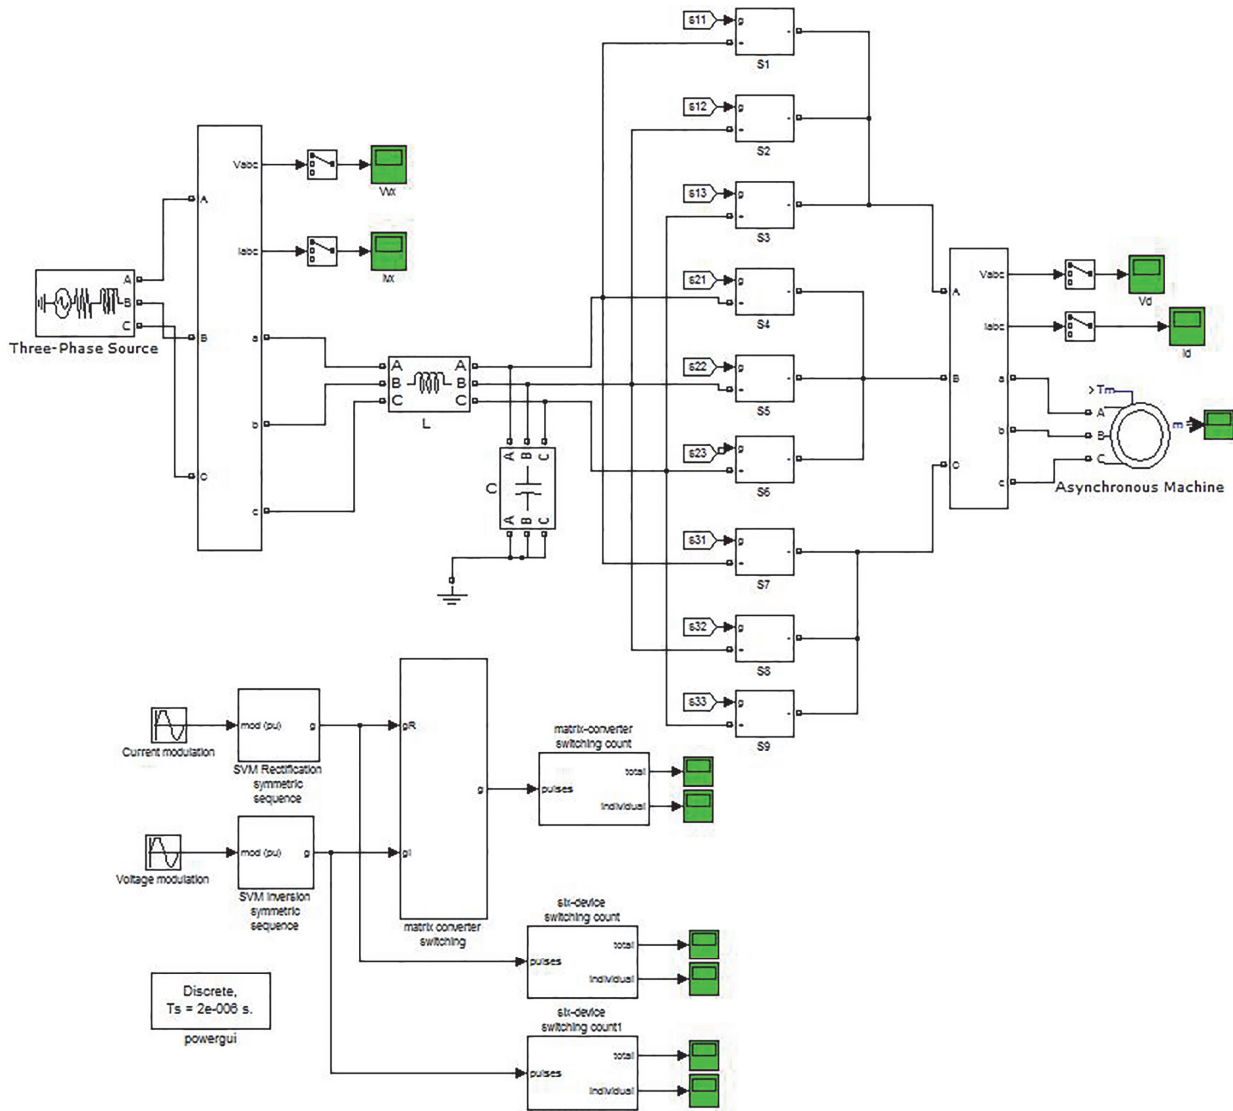 Three-Phase Source
A
B
C
A
B
C
Vabc
Iabc
a
b
c
Vvx
Ivx
A
B
C
A
B
C
L
A
B
C
C
A
B
C
s11
g
S1
s12
g
S2
s13
g
S3
s21
g
S4
s22
g
S5
s23
g
S6
s31
g
S7
s32
g
S8
s33
g
S9
A
B
C
Vabc
Iabc
a
b
c
Vd
Id
>Tm
A
B
C
m
Asynchronous Machine
Current modulation
mod (pu)
g
SVM Rectification
symmetric
sequence
Voltage modulation
mod (pu)
g
SVM Inversion
symmetric
sequence
gR
gI
g
matrix converter
switching
matrix-converter
switching count
pulses
total
Individual
six-device
switching count
pulses
total
Individual
six-device
switching count1
pulses
total
Individual
Discrete,
Ts = 2e-006 s.
powergui